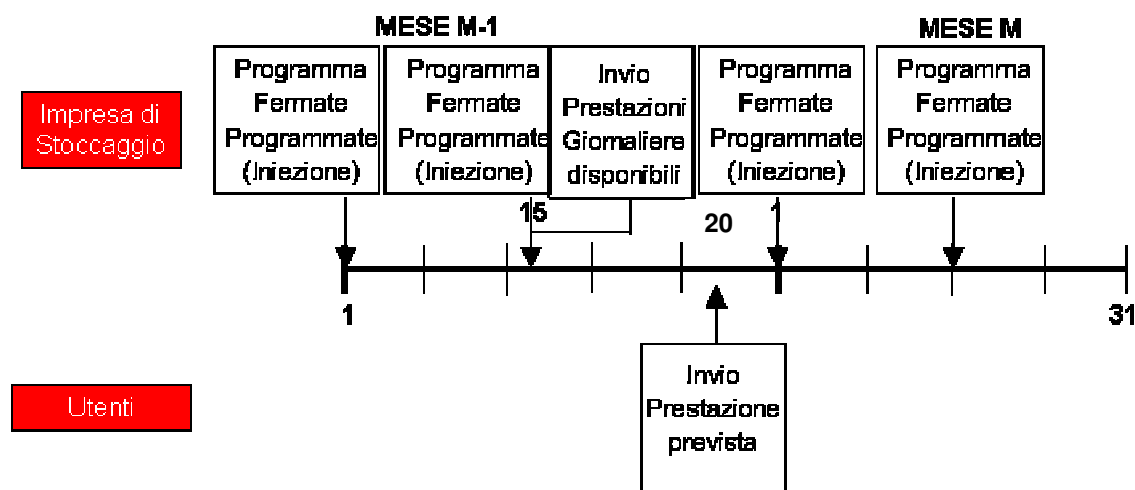 MESE M-1
MESE M
Programma
Fermate
Programmate
(Iniezione)
Programma
Fermate
Programmate
(Iniezione)
Invio
Prestazioni
Giornaliere
disponibili
Programma
Fermate
Programmate
(Iniezione)
Programma
Fermate
Programmate
(Iniezione)
Impresa di
Stoccaggio
15
20
1
1
31
Utenti
Invio
Prestazione
prevista